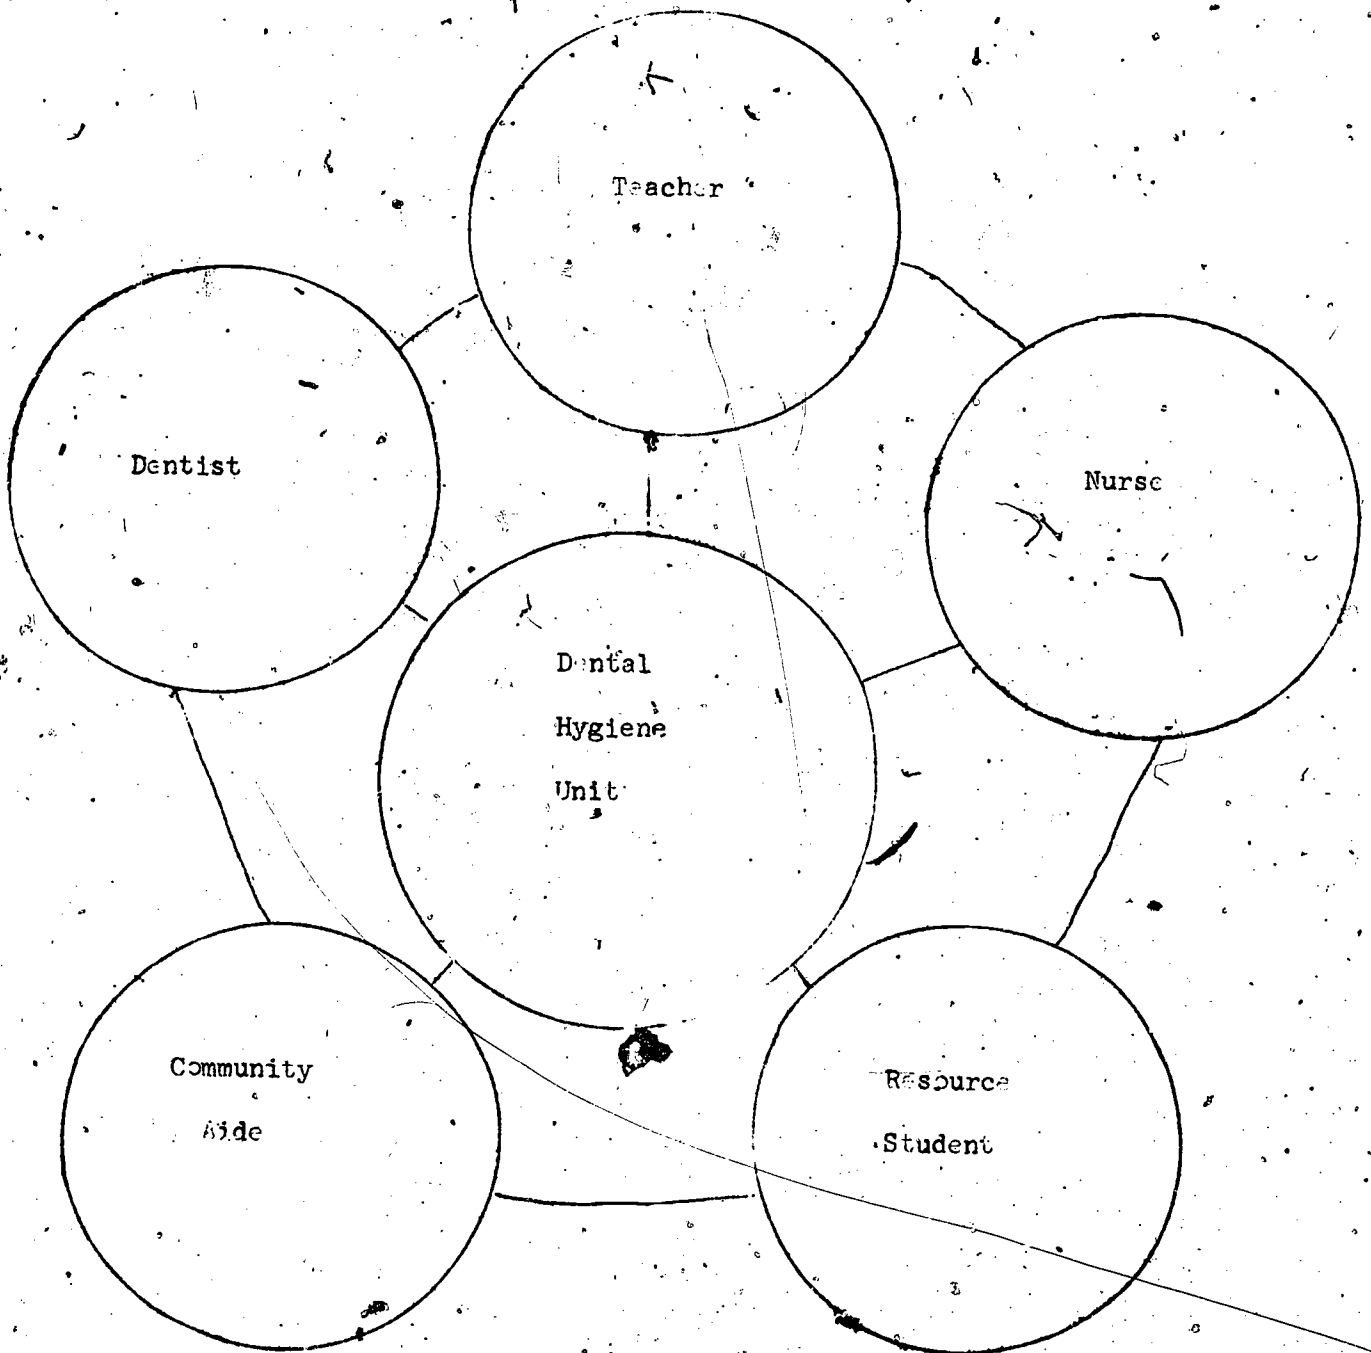 Teacher
Dentist
Nurse
Dental
Hygiene
Unit
Community
Aide
Resource
Student